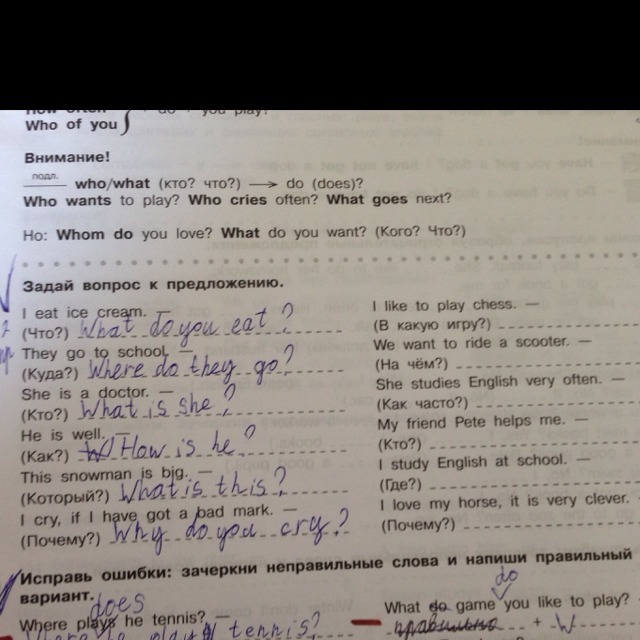 Who of you
Внимание!
подл.
who/what (кто? что?) → do (does)?
Who wants to play? Who cries often? What goes next?
Но: Whom do you love? What do you want? (Кого? Что?)
Задай вопрос к предложению.
I eat ice cream. —
(Что?) What do you eat?
They go to school. —
(Куда?) Where do they go?
She is a doctor. —
(Кто?) What is she?
He is well. —
(Как?) How is he?
This snowman is big. —
(Который?) What is this?
I cry, if I have got a bad mark. —
(Почему?) Why do you cry?
I like to play chess. —
(В какую игру?)
We want to ride a scooter. —
(На чём?)
She studies English very often. —
(Как часто?)
My friend Pete helps me. —
(Кто?)
I study English at school. —
(Где?)
I love my horse, it is very clever. —
(Почему?)
Исправь ошибки: зачеркни неправильные слова и напиши правильный
вариант.
does
Where plays he tennis? —
tennis?
do
What go game you like to play? —
правильно + W